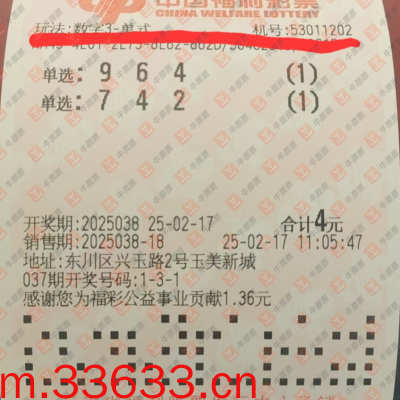 中国福利彩票
CHINA WELFARE LOTTERY
玩法:数字3-单式 机号:53011202
单选: 9 6 4 (1)
单选: 7 4 2 (1)
开奖期:2025038 25-02-17 合计4元
销售期:2025038-18 25-02-17 11:05:47
地址:东川区兴玉路2号玉美新城
037期开奖号码:1-3-1
感谢您为福彩公益事业贡献1.36元
m.33633.cn